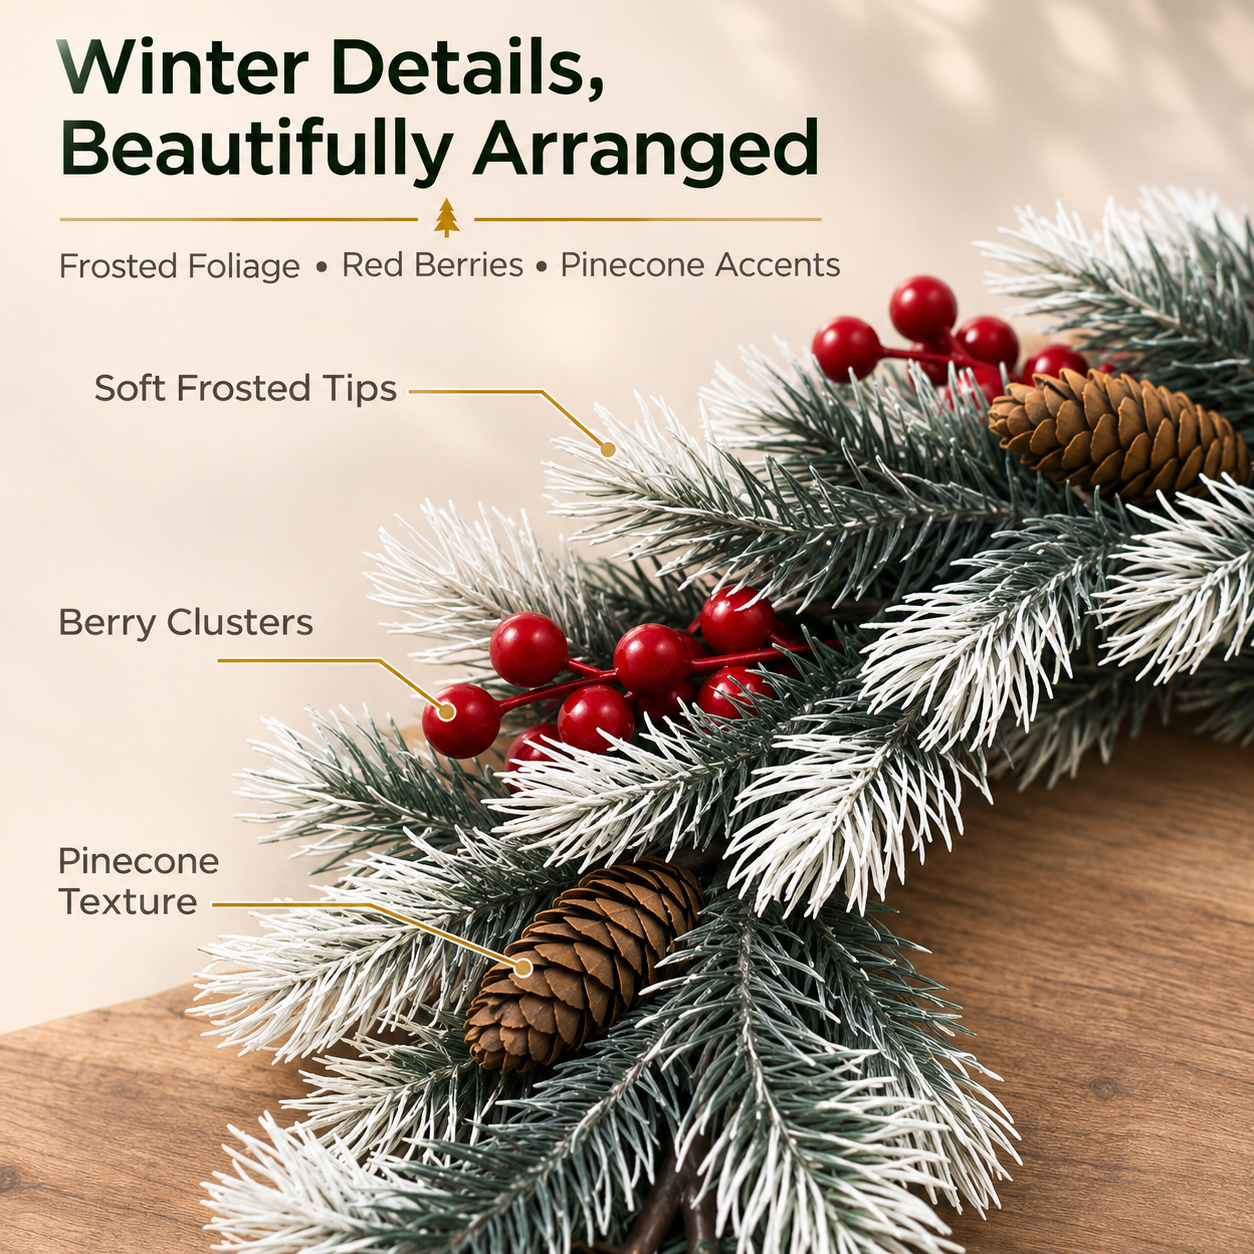 Winter Details,
Beautifully Arranged
Frosted Foliage • Red Berries • Pinecone Accents
Soft Frosted Tips
Berry Clusters
Pinecone
Texture